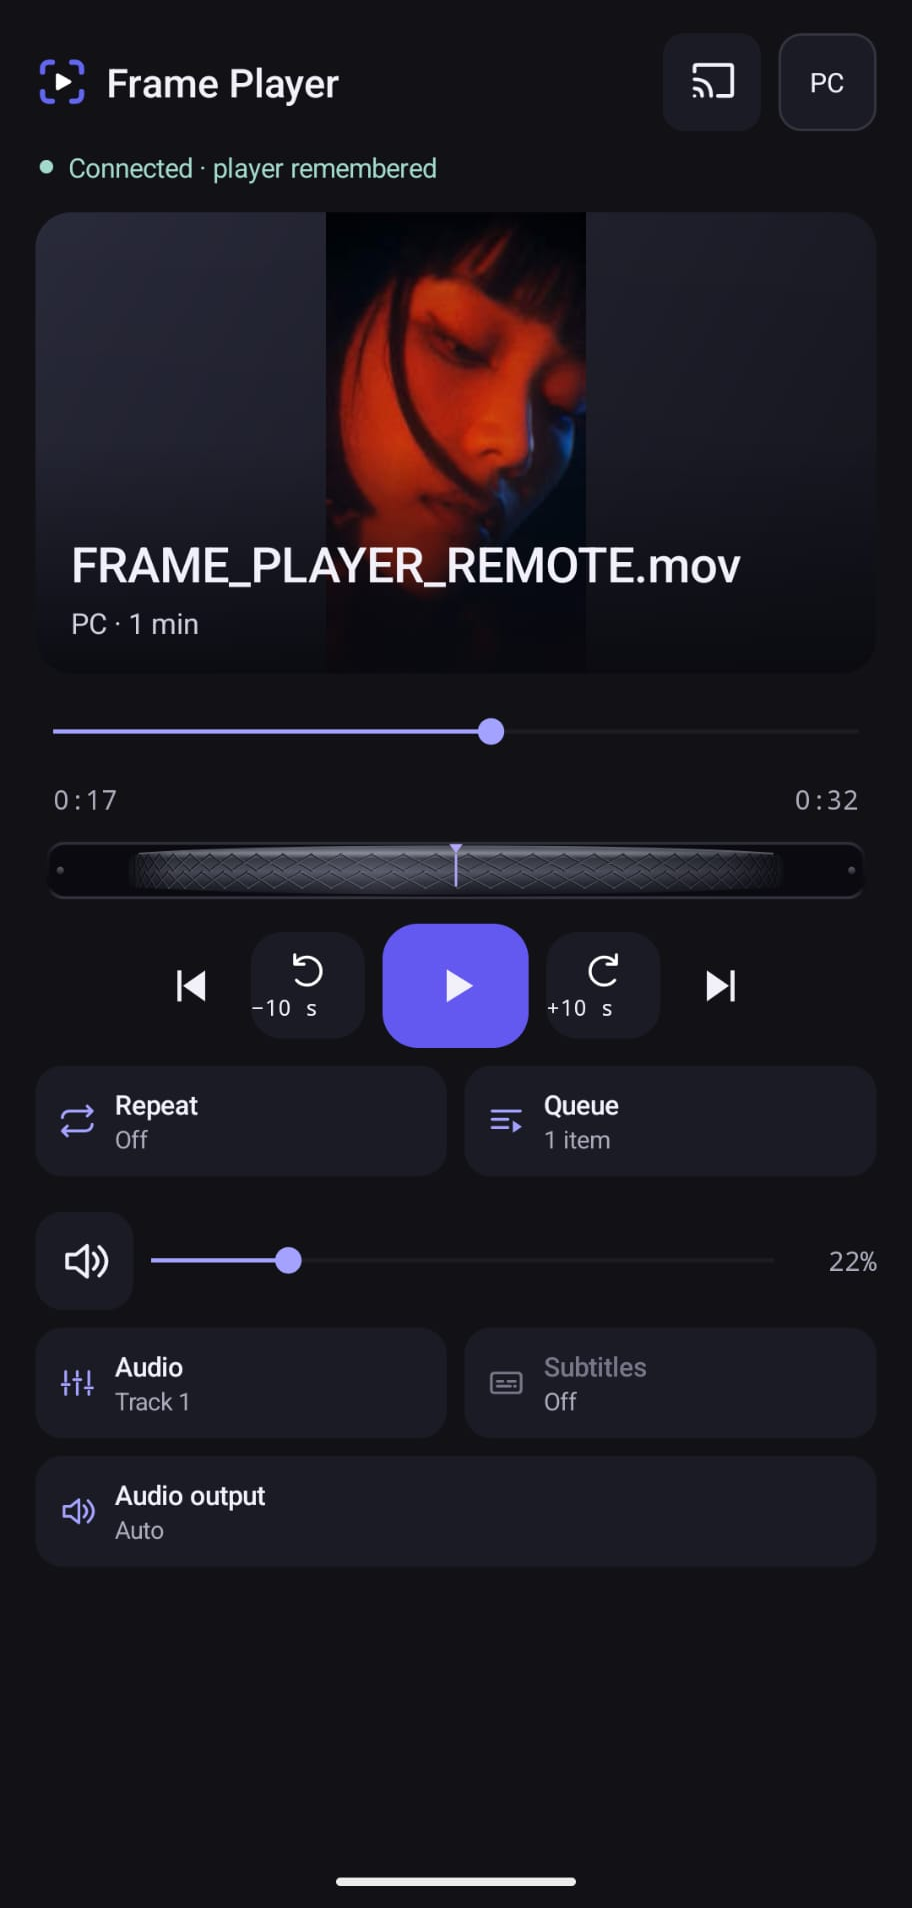 Frame Player
PC
Connected · player remembered
FRAME_PLAYER_REMOTE.mov
PC · 1 min
0:17
0:32
−10 s
+10 s
Repeat
Off
Queue
1 item
22%
Audio
Track 1
Subtitles
Off
Audio output
Auto